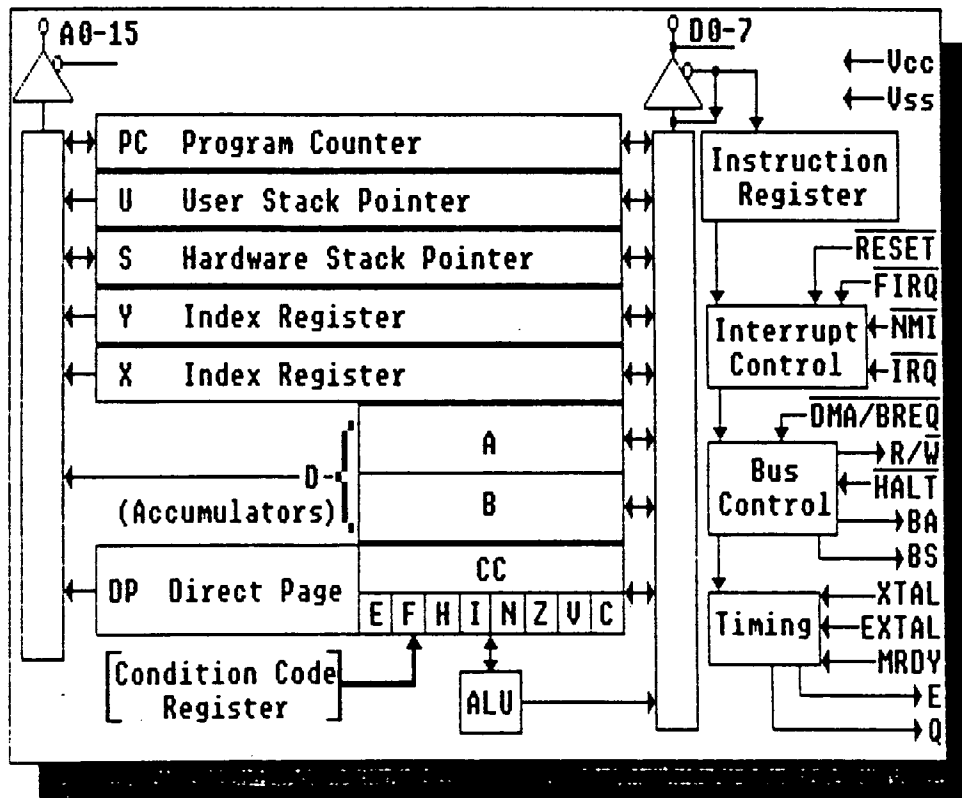 A0-15
D0-7
Vcc
Vss
PC Program Counter
U User Stack Pointer
S Hardware Stack Pointer
Y Index Register
X Index Register
D
(Accumulators)
A
B
DP Direct Page
CC
E F H I N Z V C
[Condition Code
Register]
ALU
Instruction
Register
RESET
FIRQ
Interrupt
Control
NMI
IRQ
DMA/BREQ
Bus
Control
R/W
HALT
BA
BS
Timing
XTAL
EXTAL
MRDY
E
Q